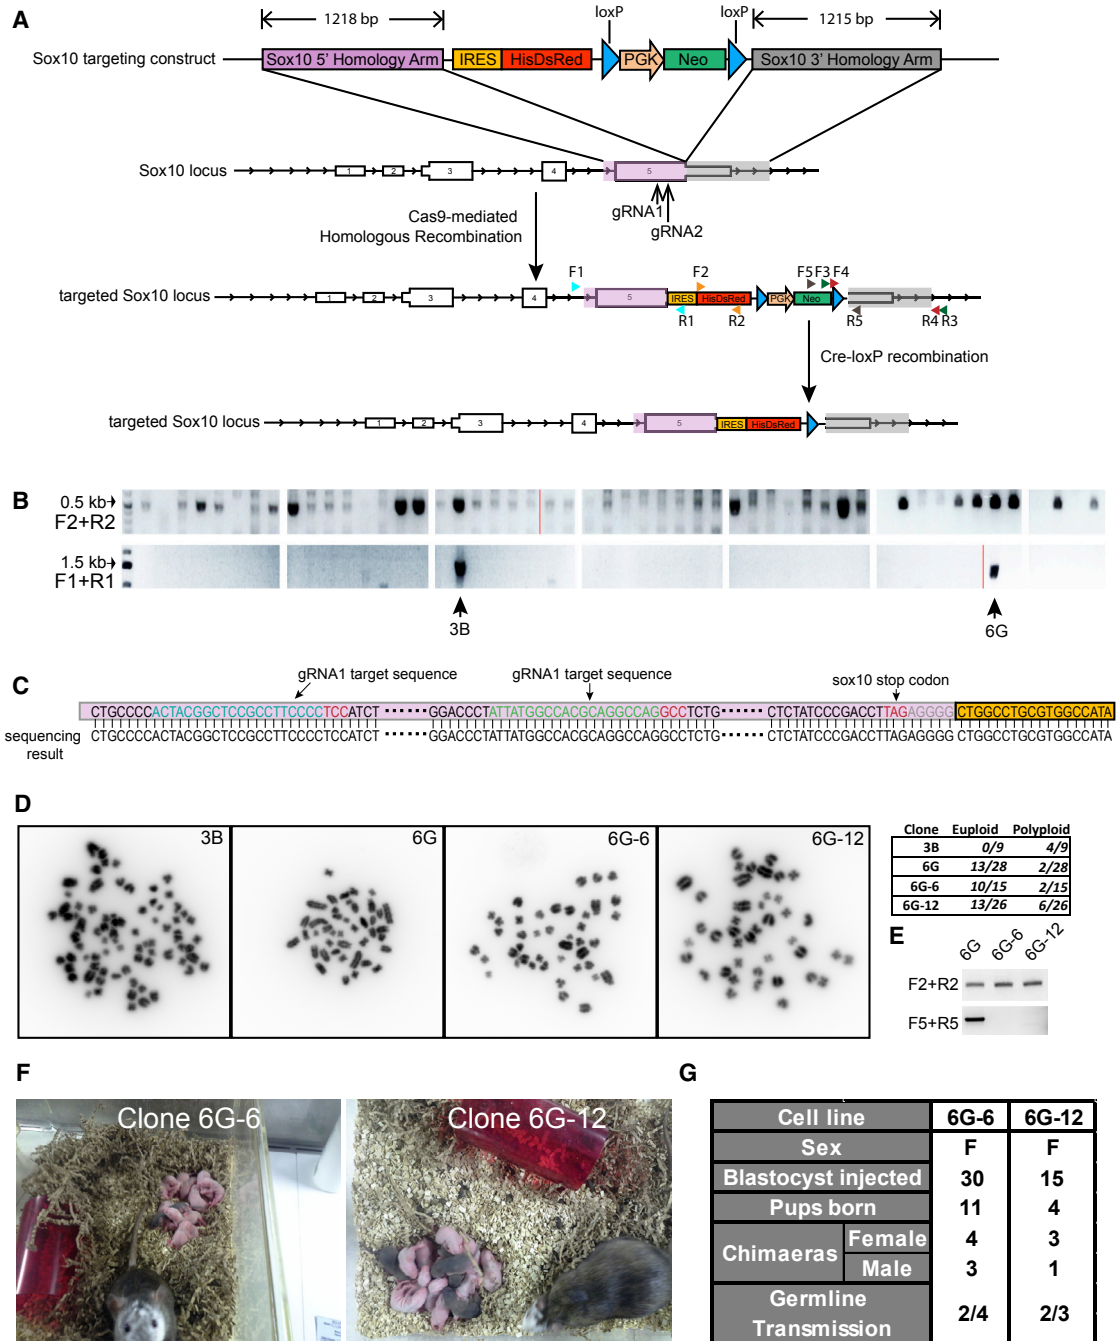 A
1218 bp
loxP
loxP
1215 bp
Sox10 targeting construct
Sox10 5' Homology Arm
IRES
HisDsRed
PGK
Neo
Sox10 3' Homology Arm
Sox10 locus
1
2
3
4
5
gRNA1
gRNA2
Cas9-mediated
Homologous Recombination
F1
F2
F5 F3 F4
targeted Sox10 locus
1
2
3
4
5
IRES
HisDsRed
PGK
Neo
R1
R2
R5
R4 R3
Cre-loxP recombination
targeted Sox10 locus
1
2
3
4
5
IRES
HisDsRed
B
0.5 kb
F2+R2
1.5 kb
F1+R1
3B
6G
C
gRNA1 target sequence
gRNA1 target sequence
sox10 stop codon
CTGCCCCACTACGGCTCCGCCTTCCCCTCCATCT ······ GGACCCTATTATGGCCACGCAGGCCAGGCCTCTG ······ CTCTATCCCGACCTTAGAGGGG CTGGCCTGCGTGGCCATA
sequencing result
CTGCCCCACTACGGCTCCGCCTTCCCCTCCATCT ······ GGACCCTATTATGGCCACGCAGGCCAGGCCTCTG ······ CTCTATCCCGACCTTAGAGGGG CTGGCCTGCGTGGCCATA
D
3B
6G
6G-6
6G-12
Clone Euploid Polyploid
3B 0/9 4/9
6G 13/28 2/28
6G-6 10/15 2/15
6G-12 13/26 6/26
E
6G 6G-6 6G-12
F2+R2
F5+R5
F
Clone 6G-6
Clone 6G-12
G
Cell line 6G-6 6G-12
Sex F F
Blastocyst injected 30 15
Pups born 11 4
Chimaeras Female 4 3
Male 3 1
Germline Transmission 2/4 2/3